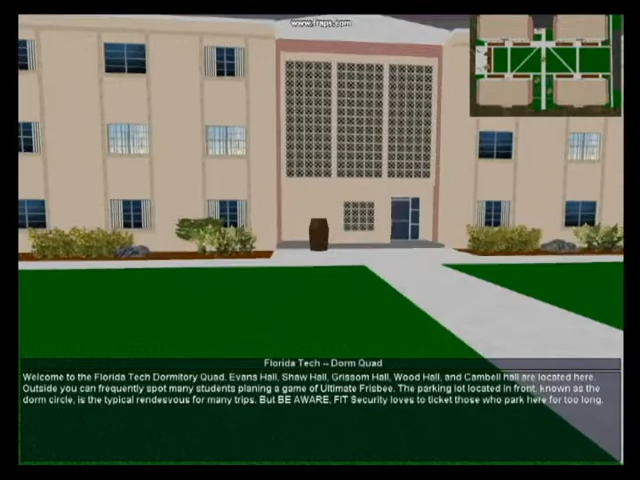 www.fraps.com
Florida Tech -- Dorm Quad
Welcome to the Florida Tech Dormitory Quad. Evans Hall, Shaw Hall, Grissom Hall, Wood Hall, and Cambell hall are located here.
Outside you can frequently spot many students planing a game of Ultimate Frisbee. The parking lot located in front, known as the
dorm circle, is the typical rendesvous for many trips. But BE AWARE, FIT Security loves to ticket those who park here for too long.